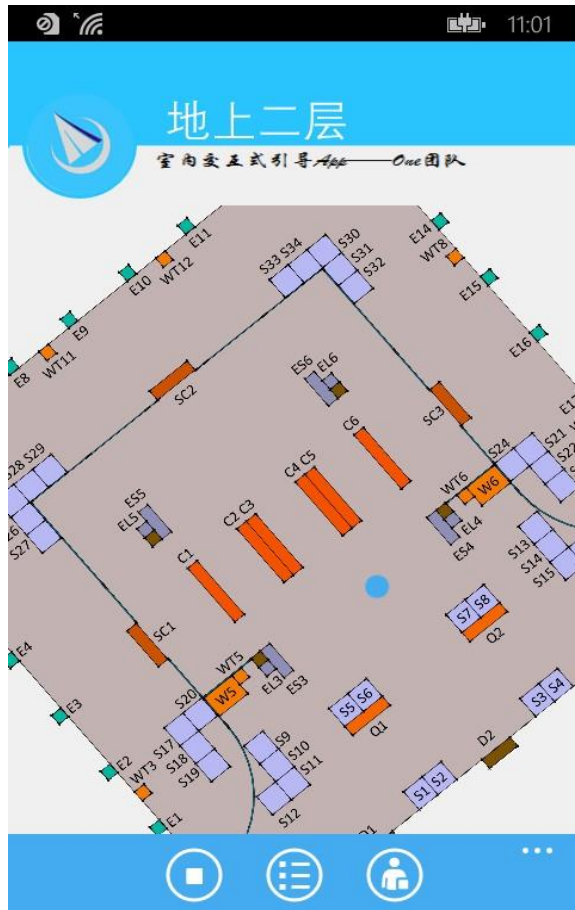 11:01
地上二层
室内交互式引导App——One团队
E11
E10
WT12
E9
WT11
E8
S33 S34
S30
S31
S32
E14
WT8
E15
E16
E17
SC2
ES6
EL6
SC3
C6
C4 C5
C2 C3
C1
S28 S29
S27
ES5
EL5
S24
S21
S22
WT6
W6
EL4
ES4
S13
S14
S15
S7 S8
Q2
SC1
E4
E3
E2
WT3
E1
WT5
EL3
ES3
S20
W5
S17
S18
S19
S9
S10
S11
S12
S5 S6
Q1
S3 S4
D2
S1 S2
D1